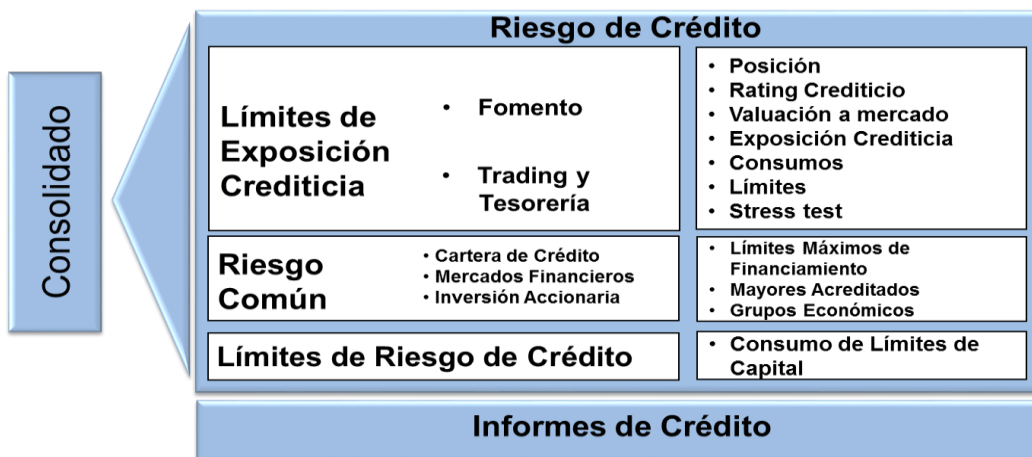 Consolidado
Riesgo de Crédito
Límites de
Exposición
Crediticia
• Fomento
• Trading y
Tesorería
• Posición
• Rating Crediticio
• Valuación a mercado
• Exposición Crediticia
• Consumos
• Límites
• Stress test
Riesgo
Común
• Cartera de Crédito
• Mercados Financieros
• Inversión Accionaria
• Límites Máximos de
Financiamiento
• Mayores Acreditados
• Grupos Económicos
Límites de Riesgo de Crédito
• Consumo de Límites de
Capital
Informes de Crédito